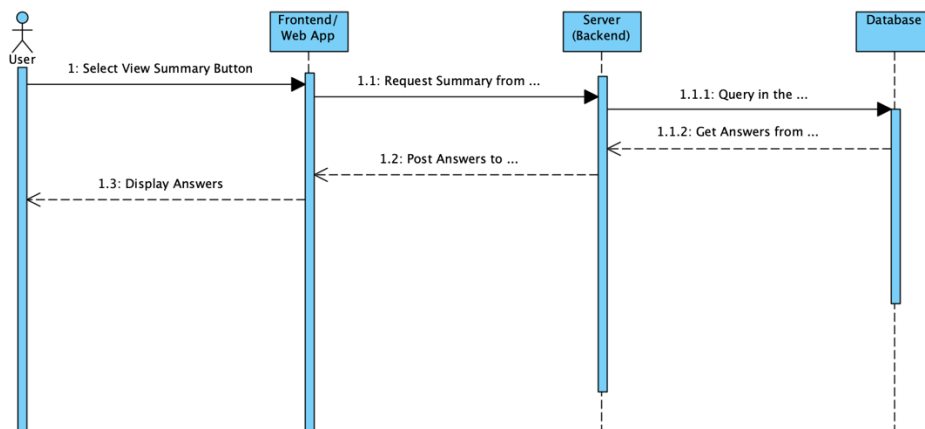 Frontend/
Web App
Server
(Backend)
Database
User
1: Select View Summary Button
1.1: Request Summary from ...
1.1.1: Query in the ...
1.1.2: Get Answers from ...
1.2: Post Answers to ...
1.3: Display Answers